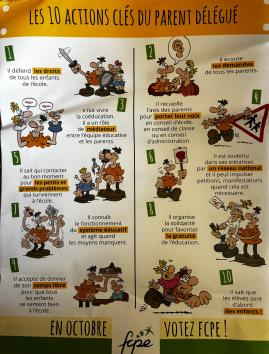 LES 10 ACTIONS CLÉS DU PARENT DÉLÉGUÉ
1
Il défend les droits
de tous les enfants
de l'école.
2
Il écoute
les demandes
de tous les parents.
3
Il fait vivre
la coéducation.
Il a un rôle
de médiateur
entre l'équipe éducative
et les parents.
4
Il recueille
l'avis des parents
pour porter leur voix
en conseil d'école,
en conseil de classe
ou en conseil
d'administration.
5
Il sait qui contacter
au bon moment
pour les petits et
grands problèmes
qui surviennent
à l'école.
6
Il est soutenu
dans ses initiatives
par un réseau national
et il peut impulser
pétitions, manifestations
quand cela est
nécessaire.
7
Il connaît
le fonctionnement
du système éducatif
et agit quand
les moyens manquent.
8
Il organise
la solidité
pour favoriser
la gratuité
de l'éducation.
9
Il accepte de donner
de son temps libre
pour que tous
les enfants
se sentent bien
à l'école.
10
Il sait que
les élèves sont
d'abord
des enfants !
EN OCTOBRE
fcpe
VOTEZ FCPE !